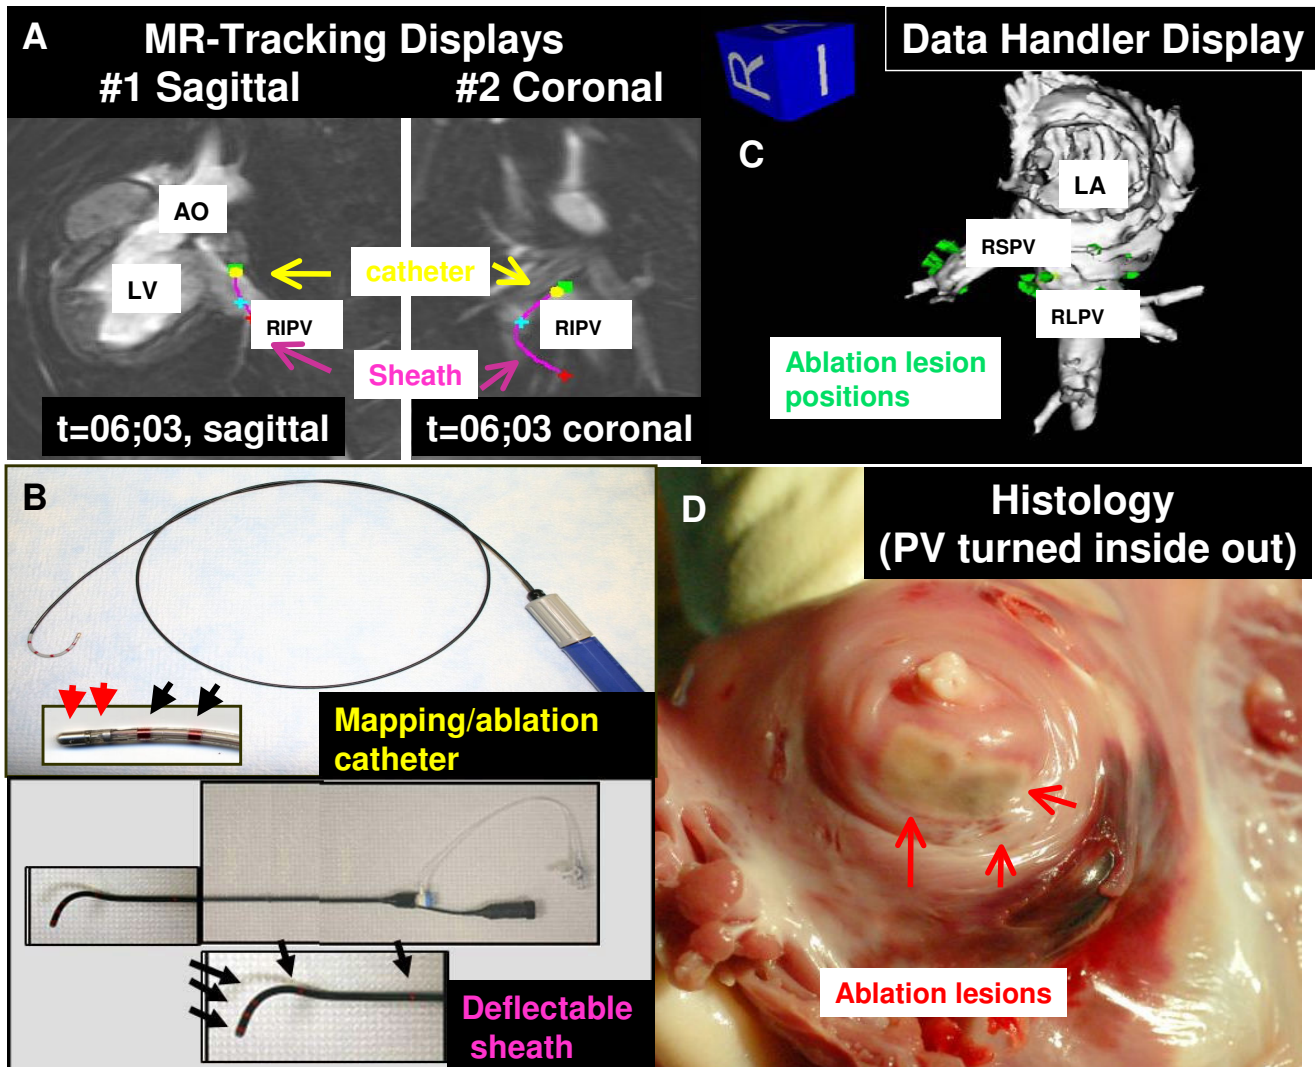 A
MR-Tracking Displays
#1 Sagittal
#2 Coronal
AO
LV
RIPV
catheter
Sheath
RIPV
t=06;03, sagittal
t=06;03 coronal
R
A
I
Data Handler Display
C
LA
RSPV
RLPV
Ablation lesion
positions
B
Mapping/ablation
catheter
Deflectable
sheath
D
Histology
(PV turned inside out)
Ablation lesions